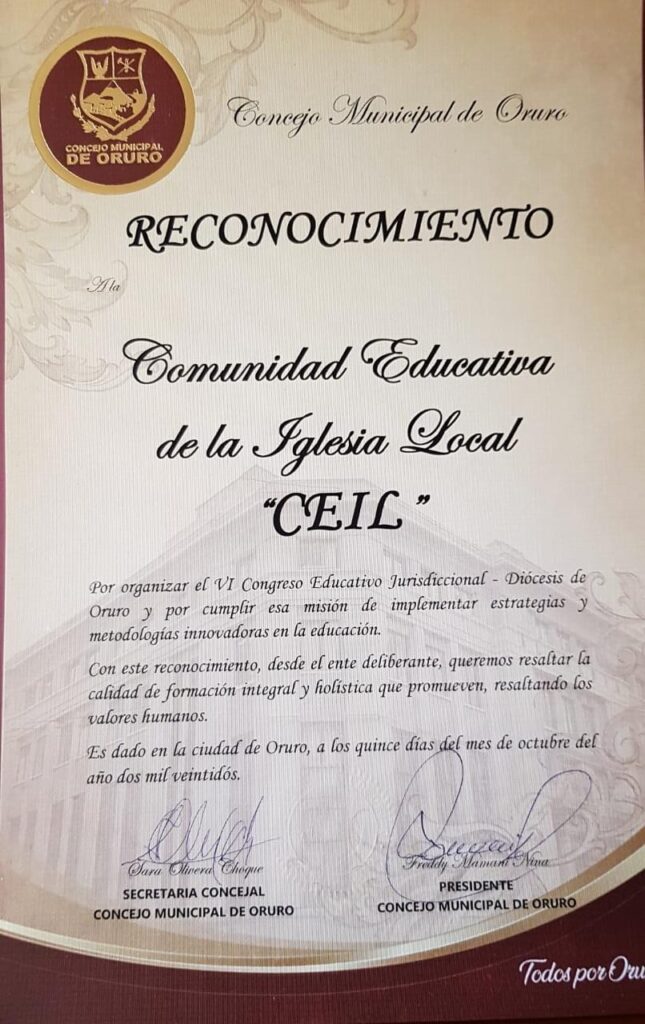 CONCEJO MUNICIPAL
DE ORURO
Concejo Municipal de Oruro
RECONOCIMIENTO
A la
Comunidad Educativa
de la Iglesia Local
"CEIL"
Por organizar el VI Congreso Educativo Jurisdiccional - Diócesis de
Oruro y por cumplir esa misión de implementar estrategias y
metodologías innovadoras en la educación.
Con este reconocimiento, desde el ente deliberante, queremos resaltar la
calidad de formación integral y holística que promueven, resaltando los
valores humanos.
Es dado en la ciudad de Oruro, a los quince días del mes de octubre del
año dos mil veintidós.
Sara Olivera Choque
SECRETARIA CONCEJAL
CONCEJO MUNICIPAL DE ORURO
Freddy Mamani Nina
PRESIDENTE
CONCEJO MUNICIPAL DE ORURO
Todos por Oru